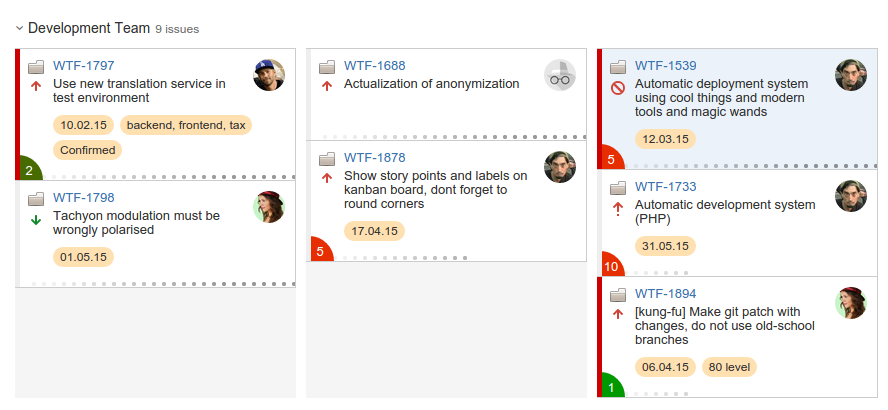 Development Team 9 issues
WTF-1797
Use new translation service in
test environment
10.02.15 backend, frontend, tax
Confirmed
2
WTF-1798
Tachyon modulation must be
wrongly polarised
01.05.15
WTF-1688
Actualization of anonymization
WTF-1878
Show story points and labels on
kanban board, dont forget to
round corners
17.04.15
5
WTF-1539
Automatic deployment system
using cool things and modern
tools and magic wands
12.03.15
5
WTF-1733
Automatic development system
(PHP)
31.05.15
10
WTF-1894
[kung-fu] Make git patch with
changes, do not use old-school
branches
06.04.15 80 level
1